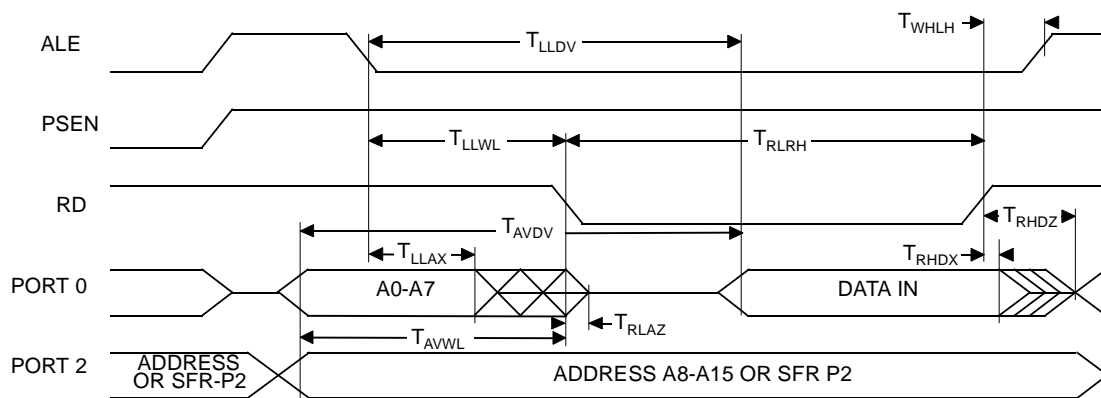 T_WHLH
ALE
T_LLDV
PSEN
T_LLWL
T_RLRH
RD
T_AVDV
T_RHDZ
T_LLAX
T_RHDX
PORT 0
A0-A7
DATA IN
T_RLAZ
T_AVWL
PORT 2
ADDRESS
OR SFR-P2
ADDRESS A8-A15 OR SFR P2